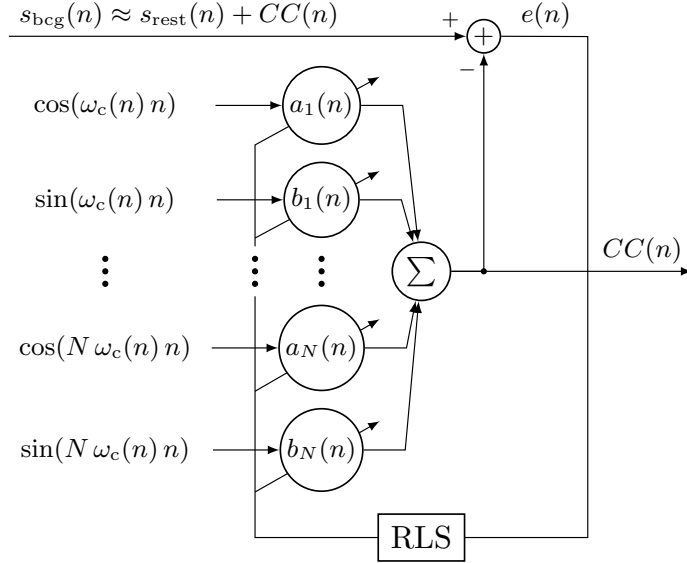 s_bcg(n) ≈ s_rest(n) + CC(n)
+
+
e(n)
−
cos(ω_c(n) n)
a_1(n)
sin(ω_c(n) n)
b_1(n)
∑
CC(n)
cos(N ω_c(n) n)
a_N(n)
sin(N ω_c(n) n)
b_N(n)
RLS